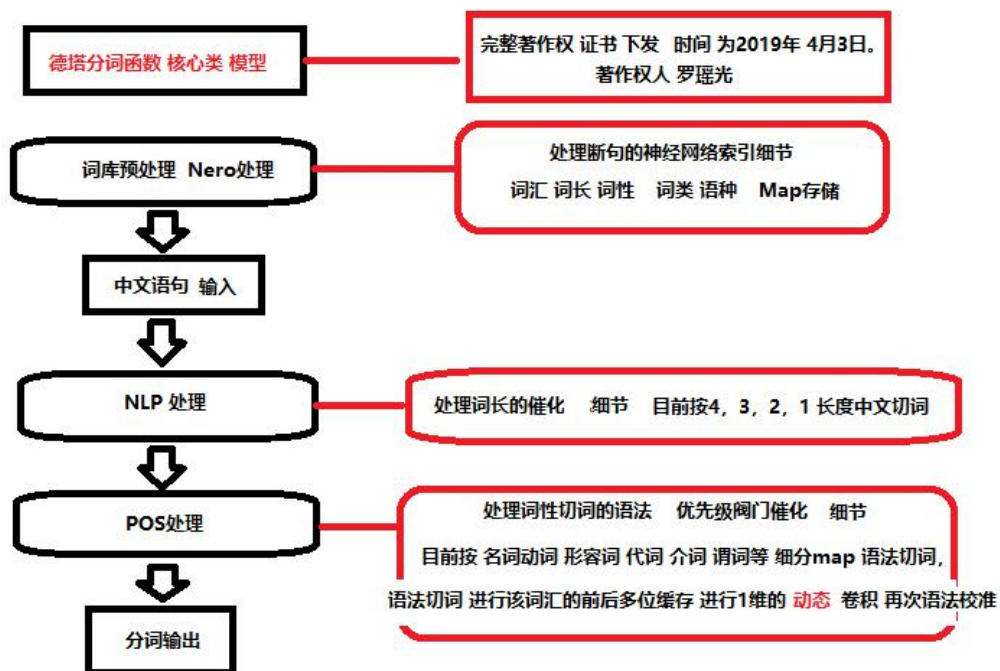 德塔分词函数 核心类 模型
完整著作权 证书 下发 时间 为2019年 4月3日。
著作权人 罗瑶光
词库预处理 Nero处理
处理断句的神经网络索引细节
词汇 词长 词性 词类 语种 Map存储
中文语句 输入
NLP 处理
处理词长的催化 细节 目前按4，3，2，1 长度中文切词
POS处理
处理词性切词的语法 优先级阀门催化 细节
目前按 名词动词 形容词 代词 介词 谓词等 细分map 语法切词，
语法切词 进行该词汇的前后多位缓存 进行1维的 动态 卷积 再次语法校准
分词输出